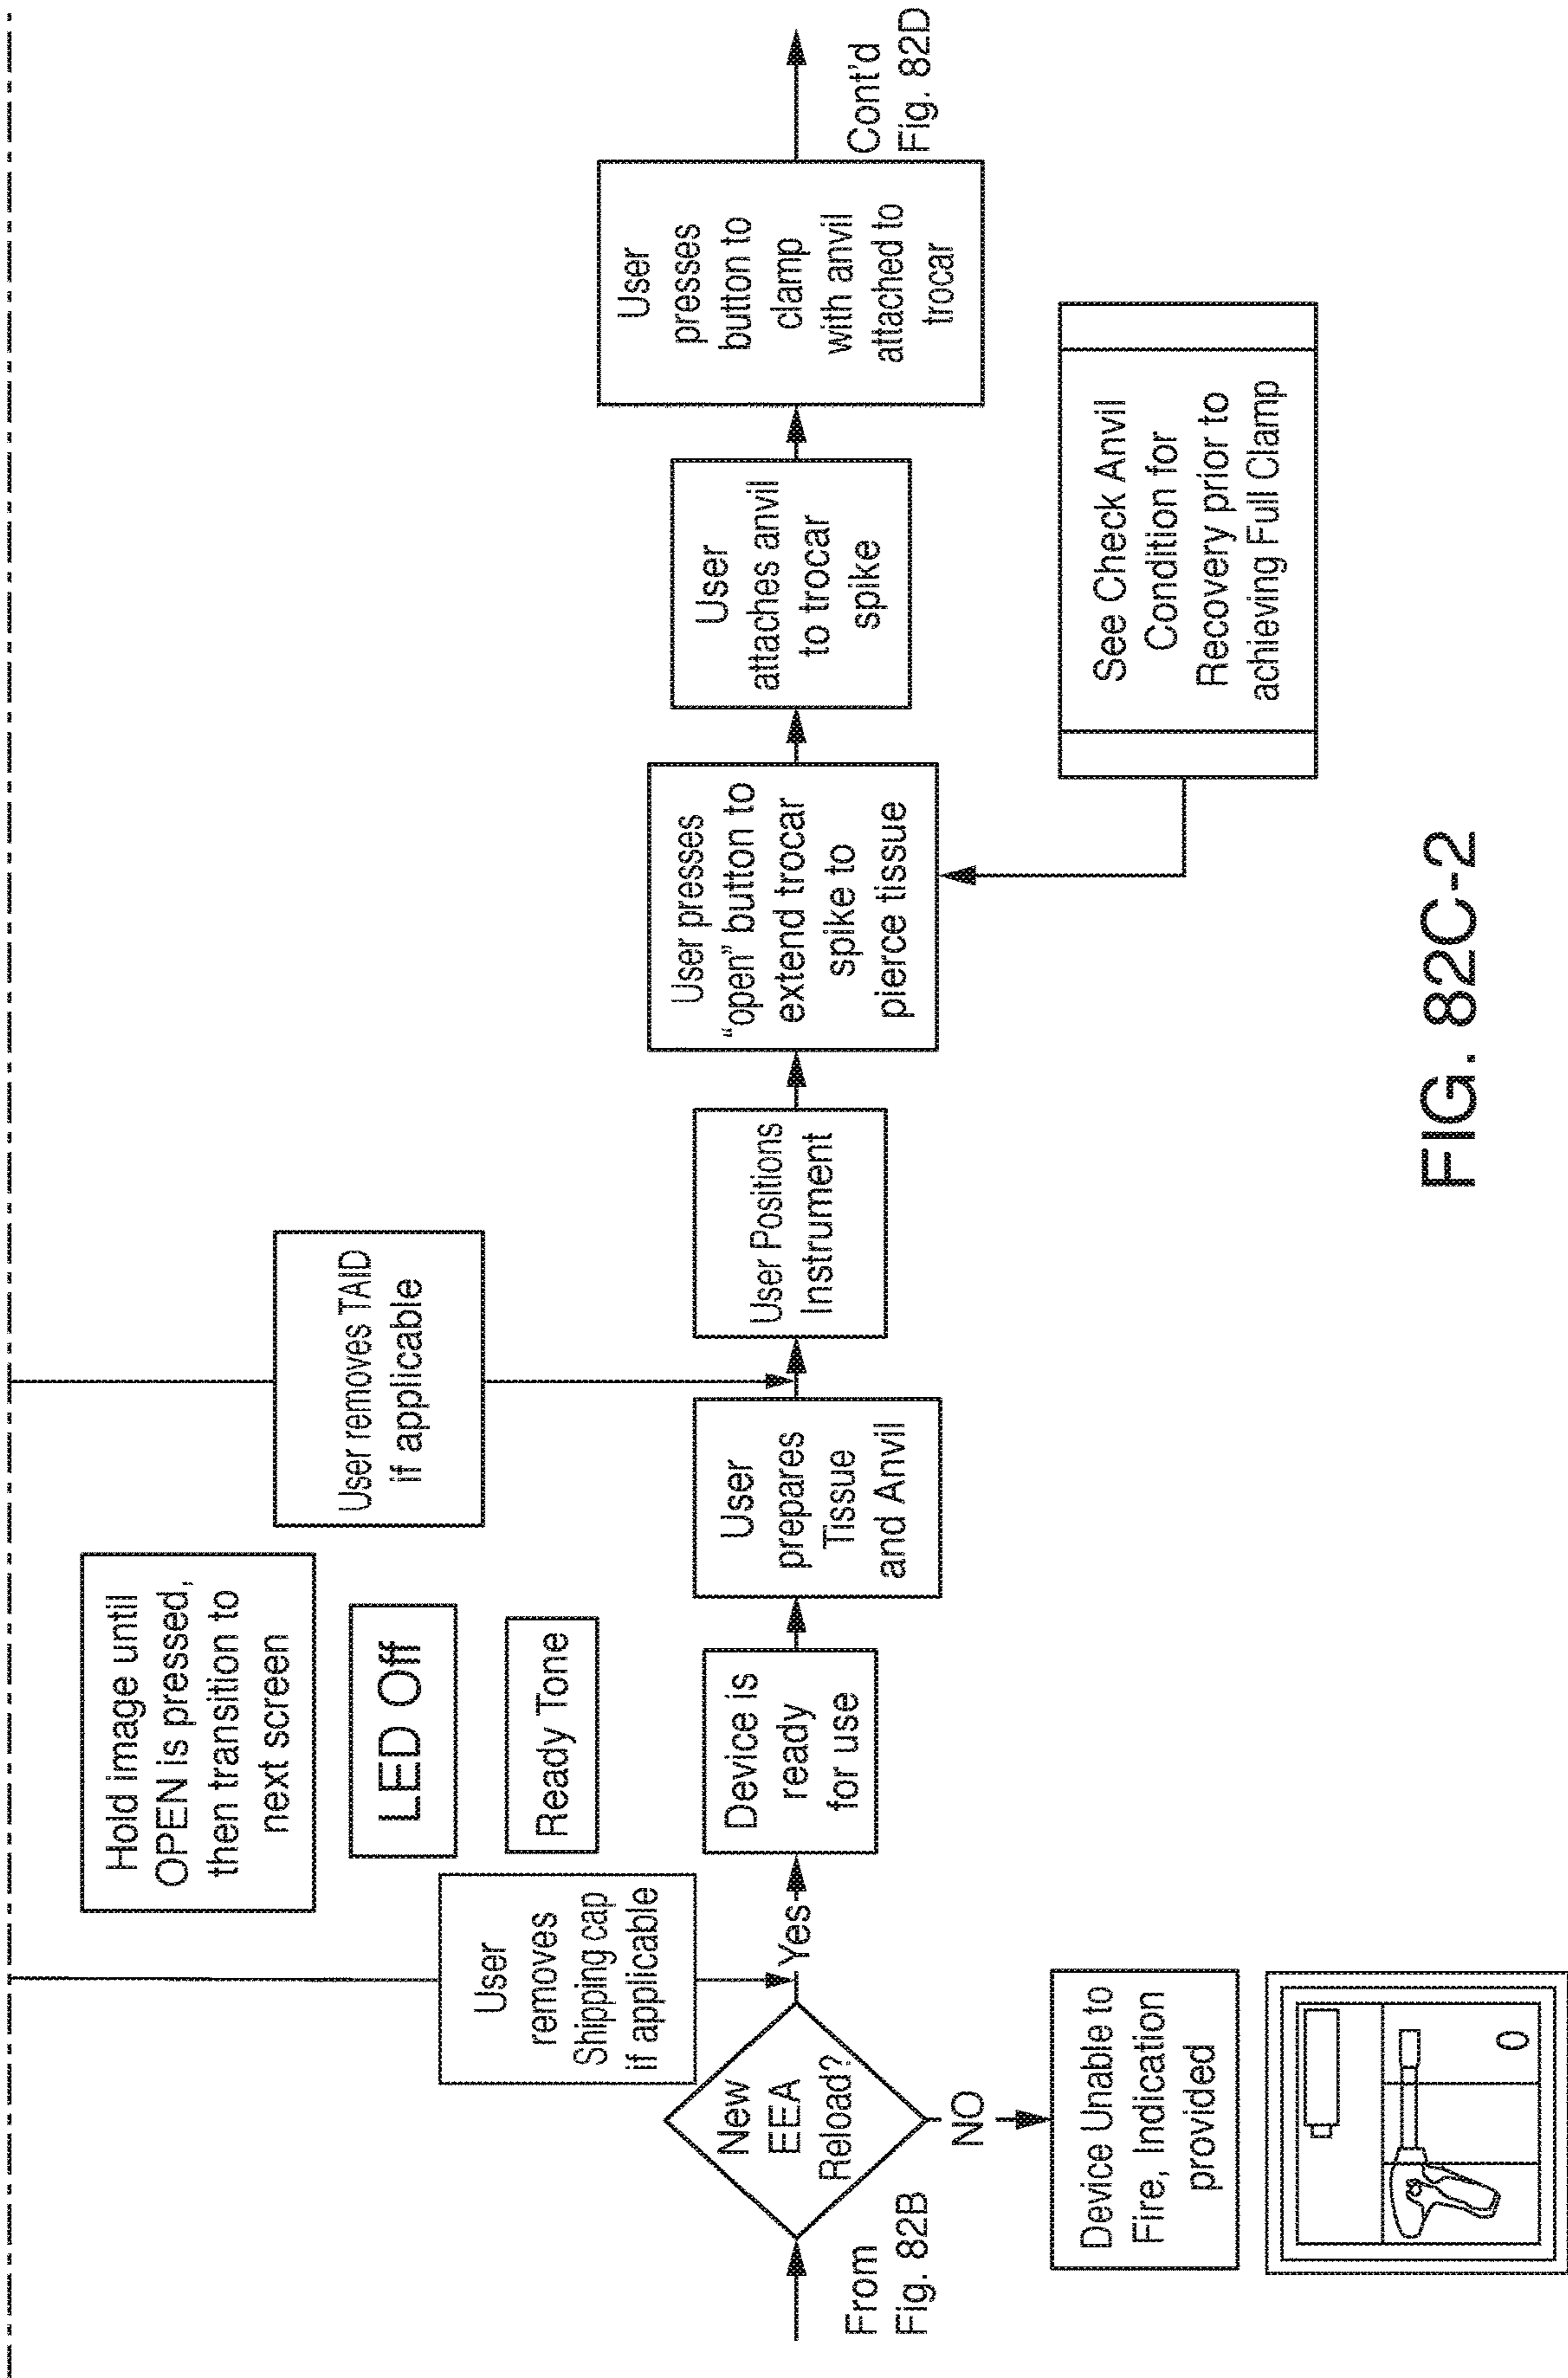 Hold image until
OPEN is pressed,
then transition to
next screen
LED Off
Ready Tone
User removes TAID
if applicable
User
removes
Shipping cap
if applicable
From
Fig. 82B
New
EEA
Reload?
Yes
NO
Device Unable to
Fire, Indication
provided
0
Device is
ready
for use
User
prepares
Tissue
and Anvil
User Positions
Instrument
User presses
“open” button to
extend trocar
spike to
pierce tissue
User
attaches anvil
to trocar
spike
User
presses
button to
clamp
with anvil
attached to
trocar
Cont'd
Fig. 82D
See Check Anvil
Condition for
Recovery prior to
achieving Full Clamp
FIG. 82C-2